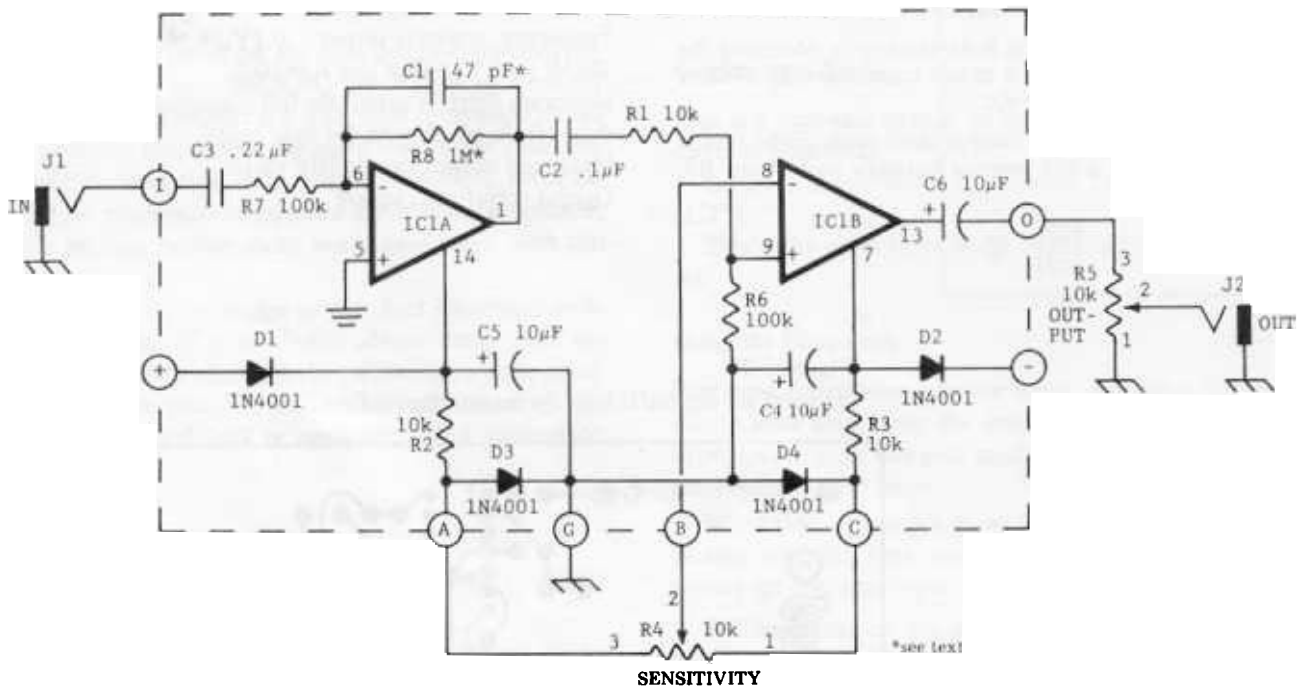 C1 47 pF*
R8 1M*
R1 10k
C2 .1µF
J1
IN
I
C3 .22µF
R7 100k
6
-
5
+
IC1A
1
14
8
-
9
+
IC1B
13
7
C6 10µF
+
O
3
R5
10k
OUT-
PUT
2
1
J2
OUT
R6
100k
D1
1N4001
+
C5 10µF
+
D2
1N4001
-
+
C4 10µF
10k
R2
R3
10k
D3
1N4001
D4
1N4001
A
G
B
C
2
R4 10k
3
1
*see text
SENSITIVITY